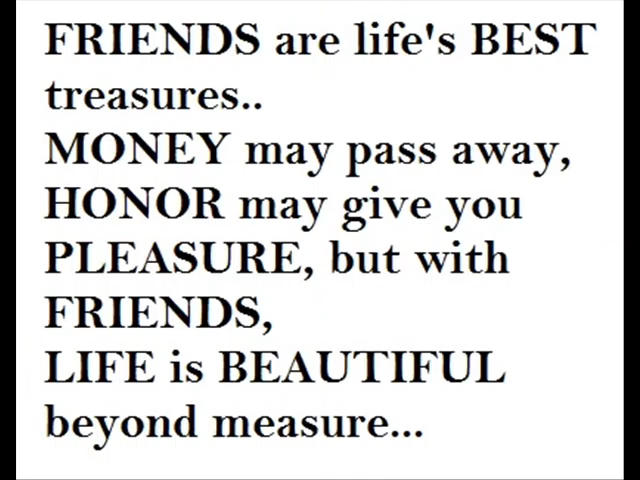 FRIENDS are life's BEST
treasures..
MONEY may pass away,
HONOR may give you
PLEASURE, but with
FRIENDS,
LIFE is BEAUTIFUL
beyond measure...